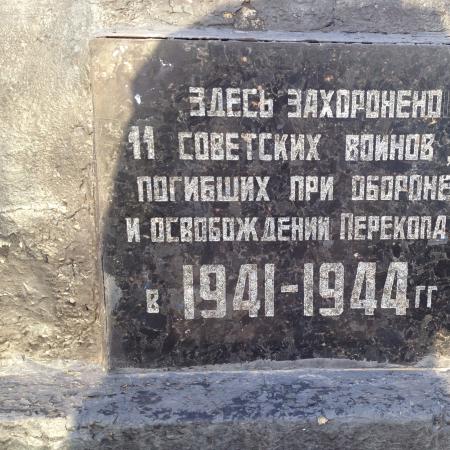 Здесь захоронено
11 советских воинов,
погибших при обороне
и освобождении Перекопа
в 1941-1944 гг